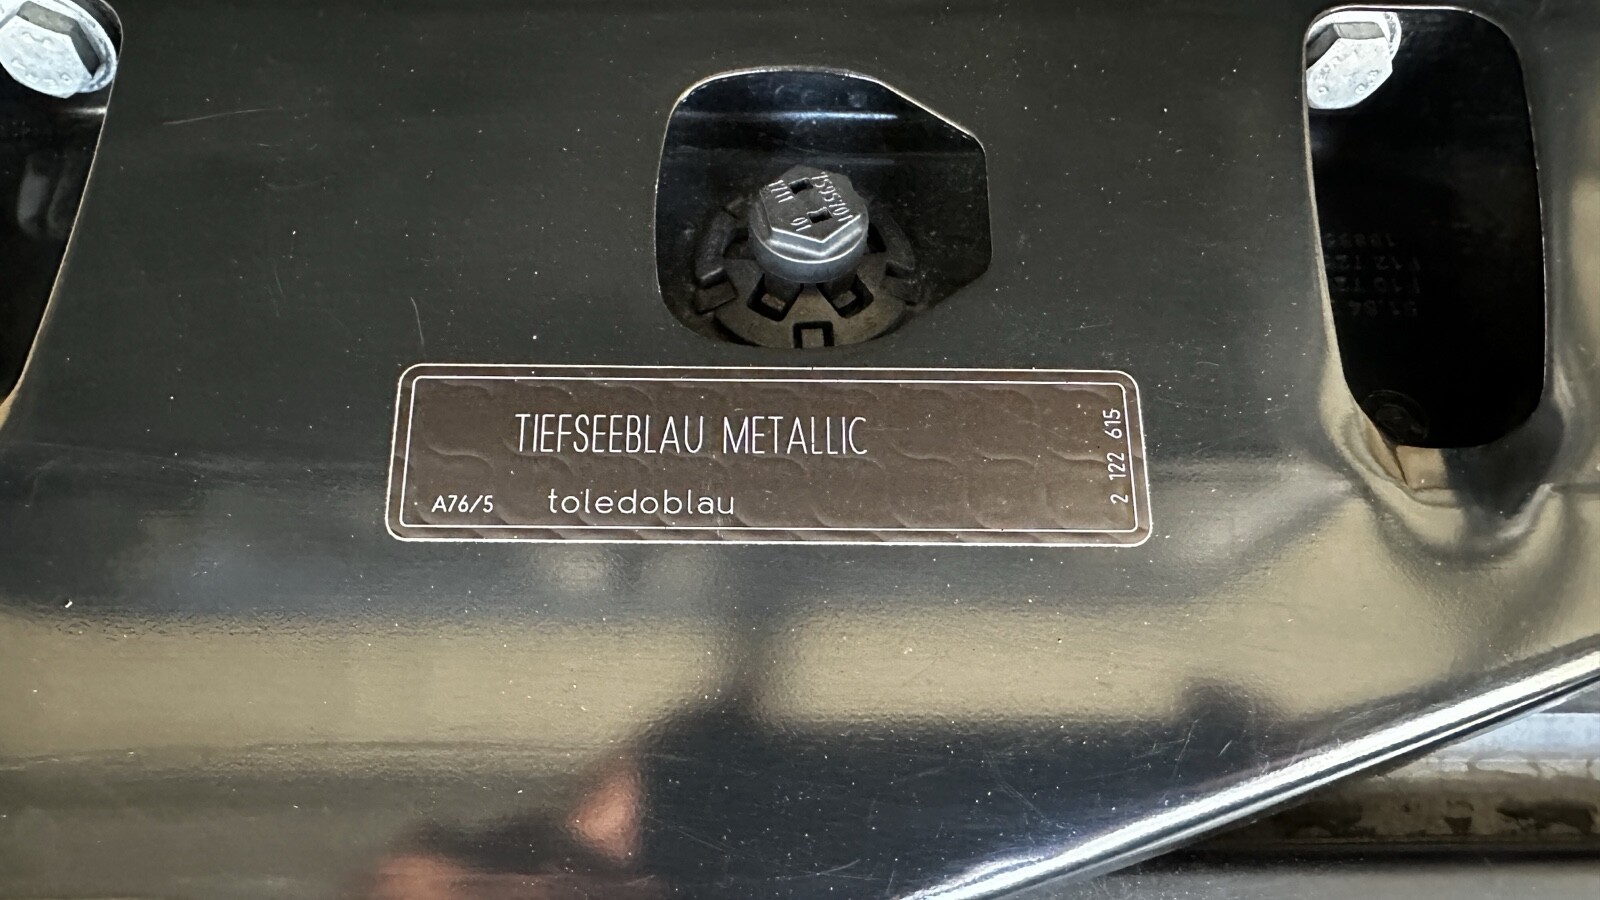 TIEFSEEBLAU METALLIC
A76/5 toledoblau
2 122 615